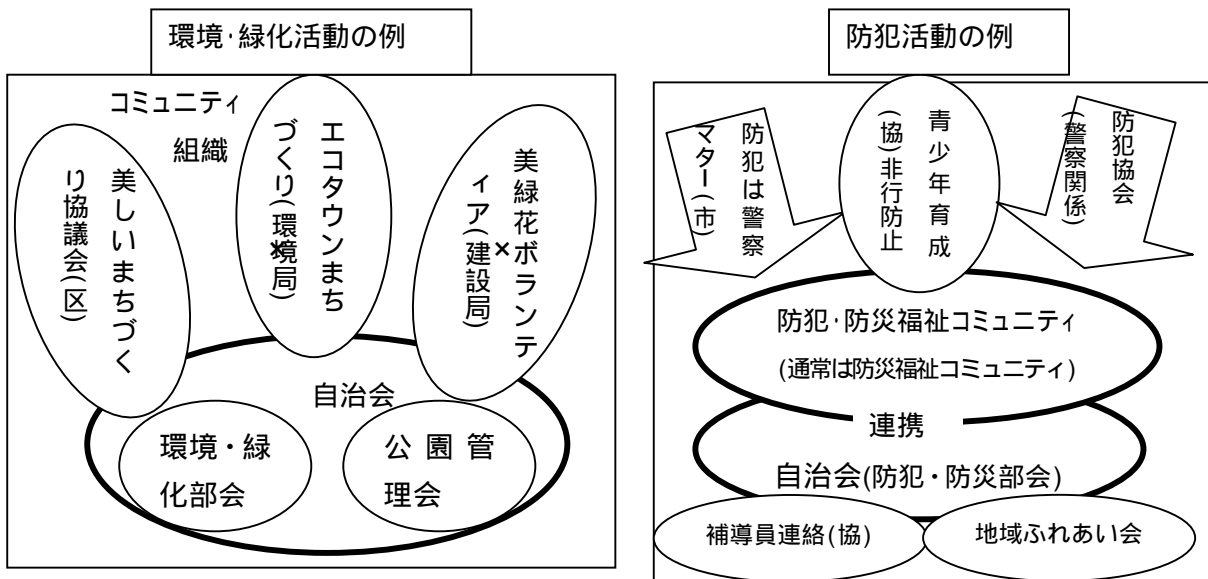 環境･緑化活動の例
コミュニティ
組織
美しいまちづく
り協議会(区)
エコタウンまち
づくり(環境局)
×
美緑花ボランテ
ィア(建設局)
×
自治会
環境・緑
化部会
公園管
理会
防犯活動の例
防犯は警察
マター(市)
青少年育成
(協)非行防止
防犯協会
(警察関係)
防犯･防災福祉コミュニティ
(通常は防災福祉コミュニティ)
連携
自治会(防犯・防災部会)
補導員連絡(協)
地域ふれあい会